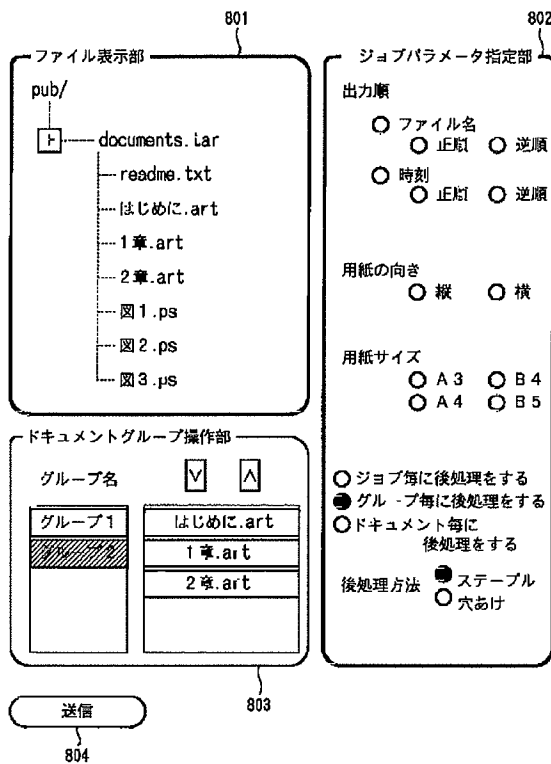 801
802
ファイル表示部
pub/
documents.tar
readme.txt
はじめに.art
1章.art
2章.art
図1.ps
図2.ps
図3.ps
ジョブパラメータ指定部
出力順
ファイル名
正順 逆順
時刻
正順 逆順
用紙の向き
縦 横
用紙サイズ
A3 B4
A4 B5
ジョブ毎に後処理をする
グループ毎に後処理をする
ドキュメント毎に
後処理をする
後処理方法
ステープル
穴あけ
ドキュメントグループ操作部
グループ名
グループ1
グループ2
はじめに.art
1章.art
2章.art
803
送信
804